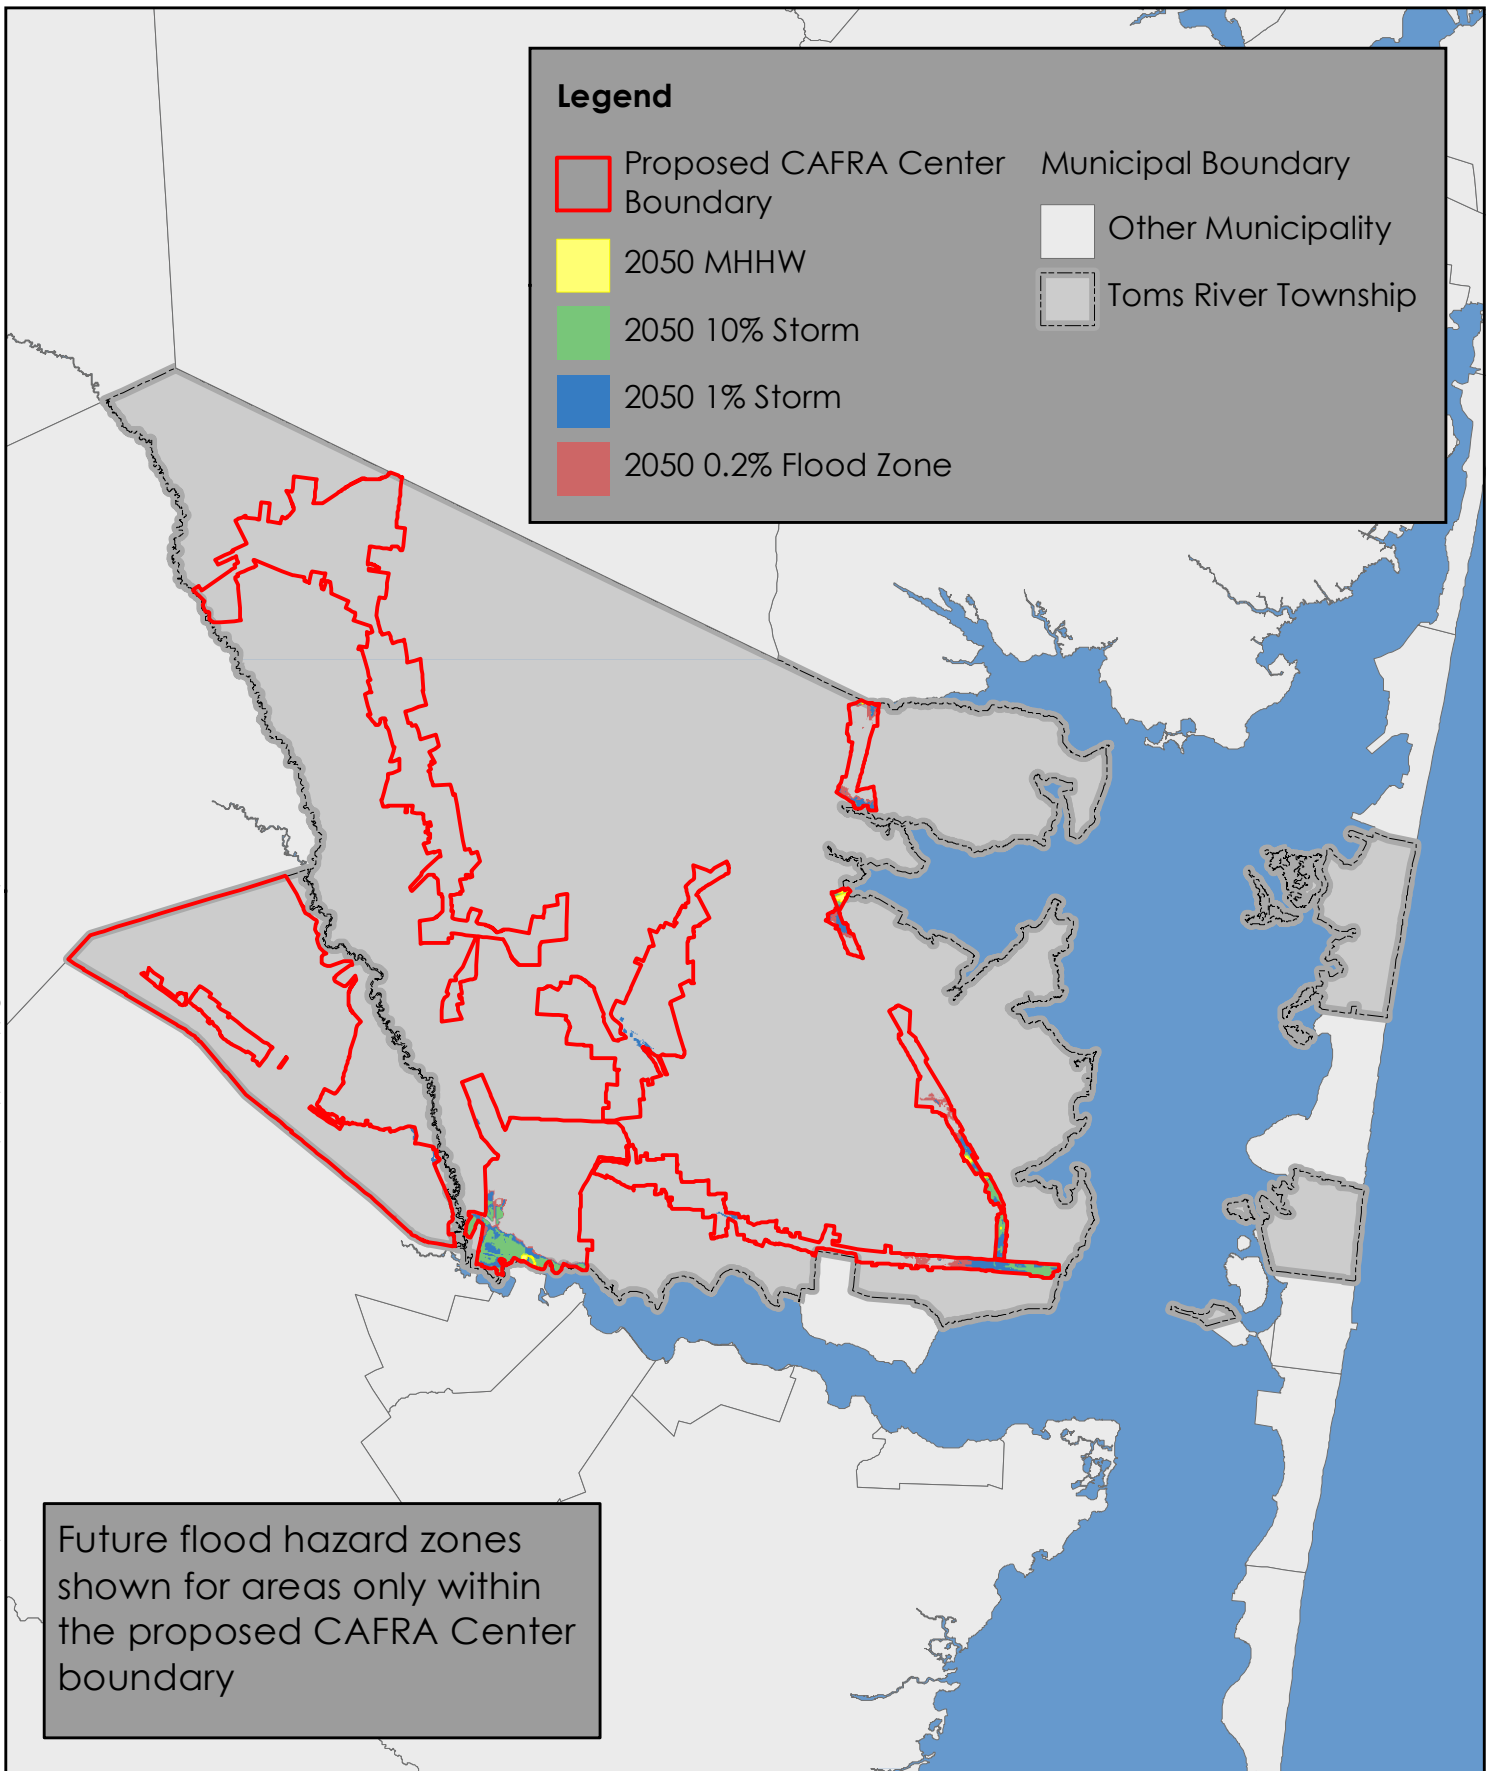 Legend
Proposed CAFRA Center
Boundary
2050 MHHW
2050 10% Storm
2050 1% Storm
2050 0.2% Flood Zone
Municipal Boundary
Other Municipality
Toms River Township
Future flood hazard zones
shown for areas only within
the proposed CAFRA Center
boundary